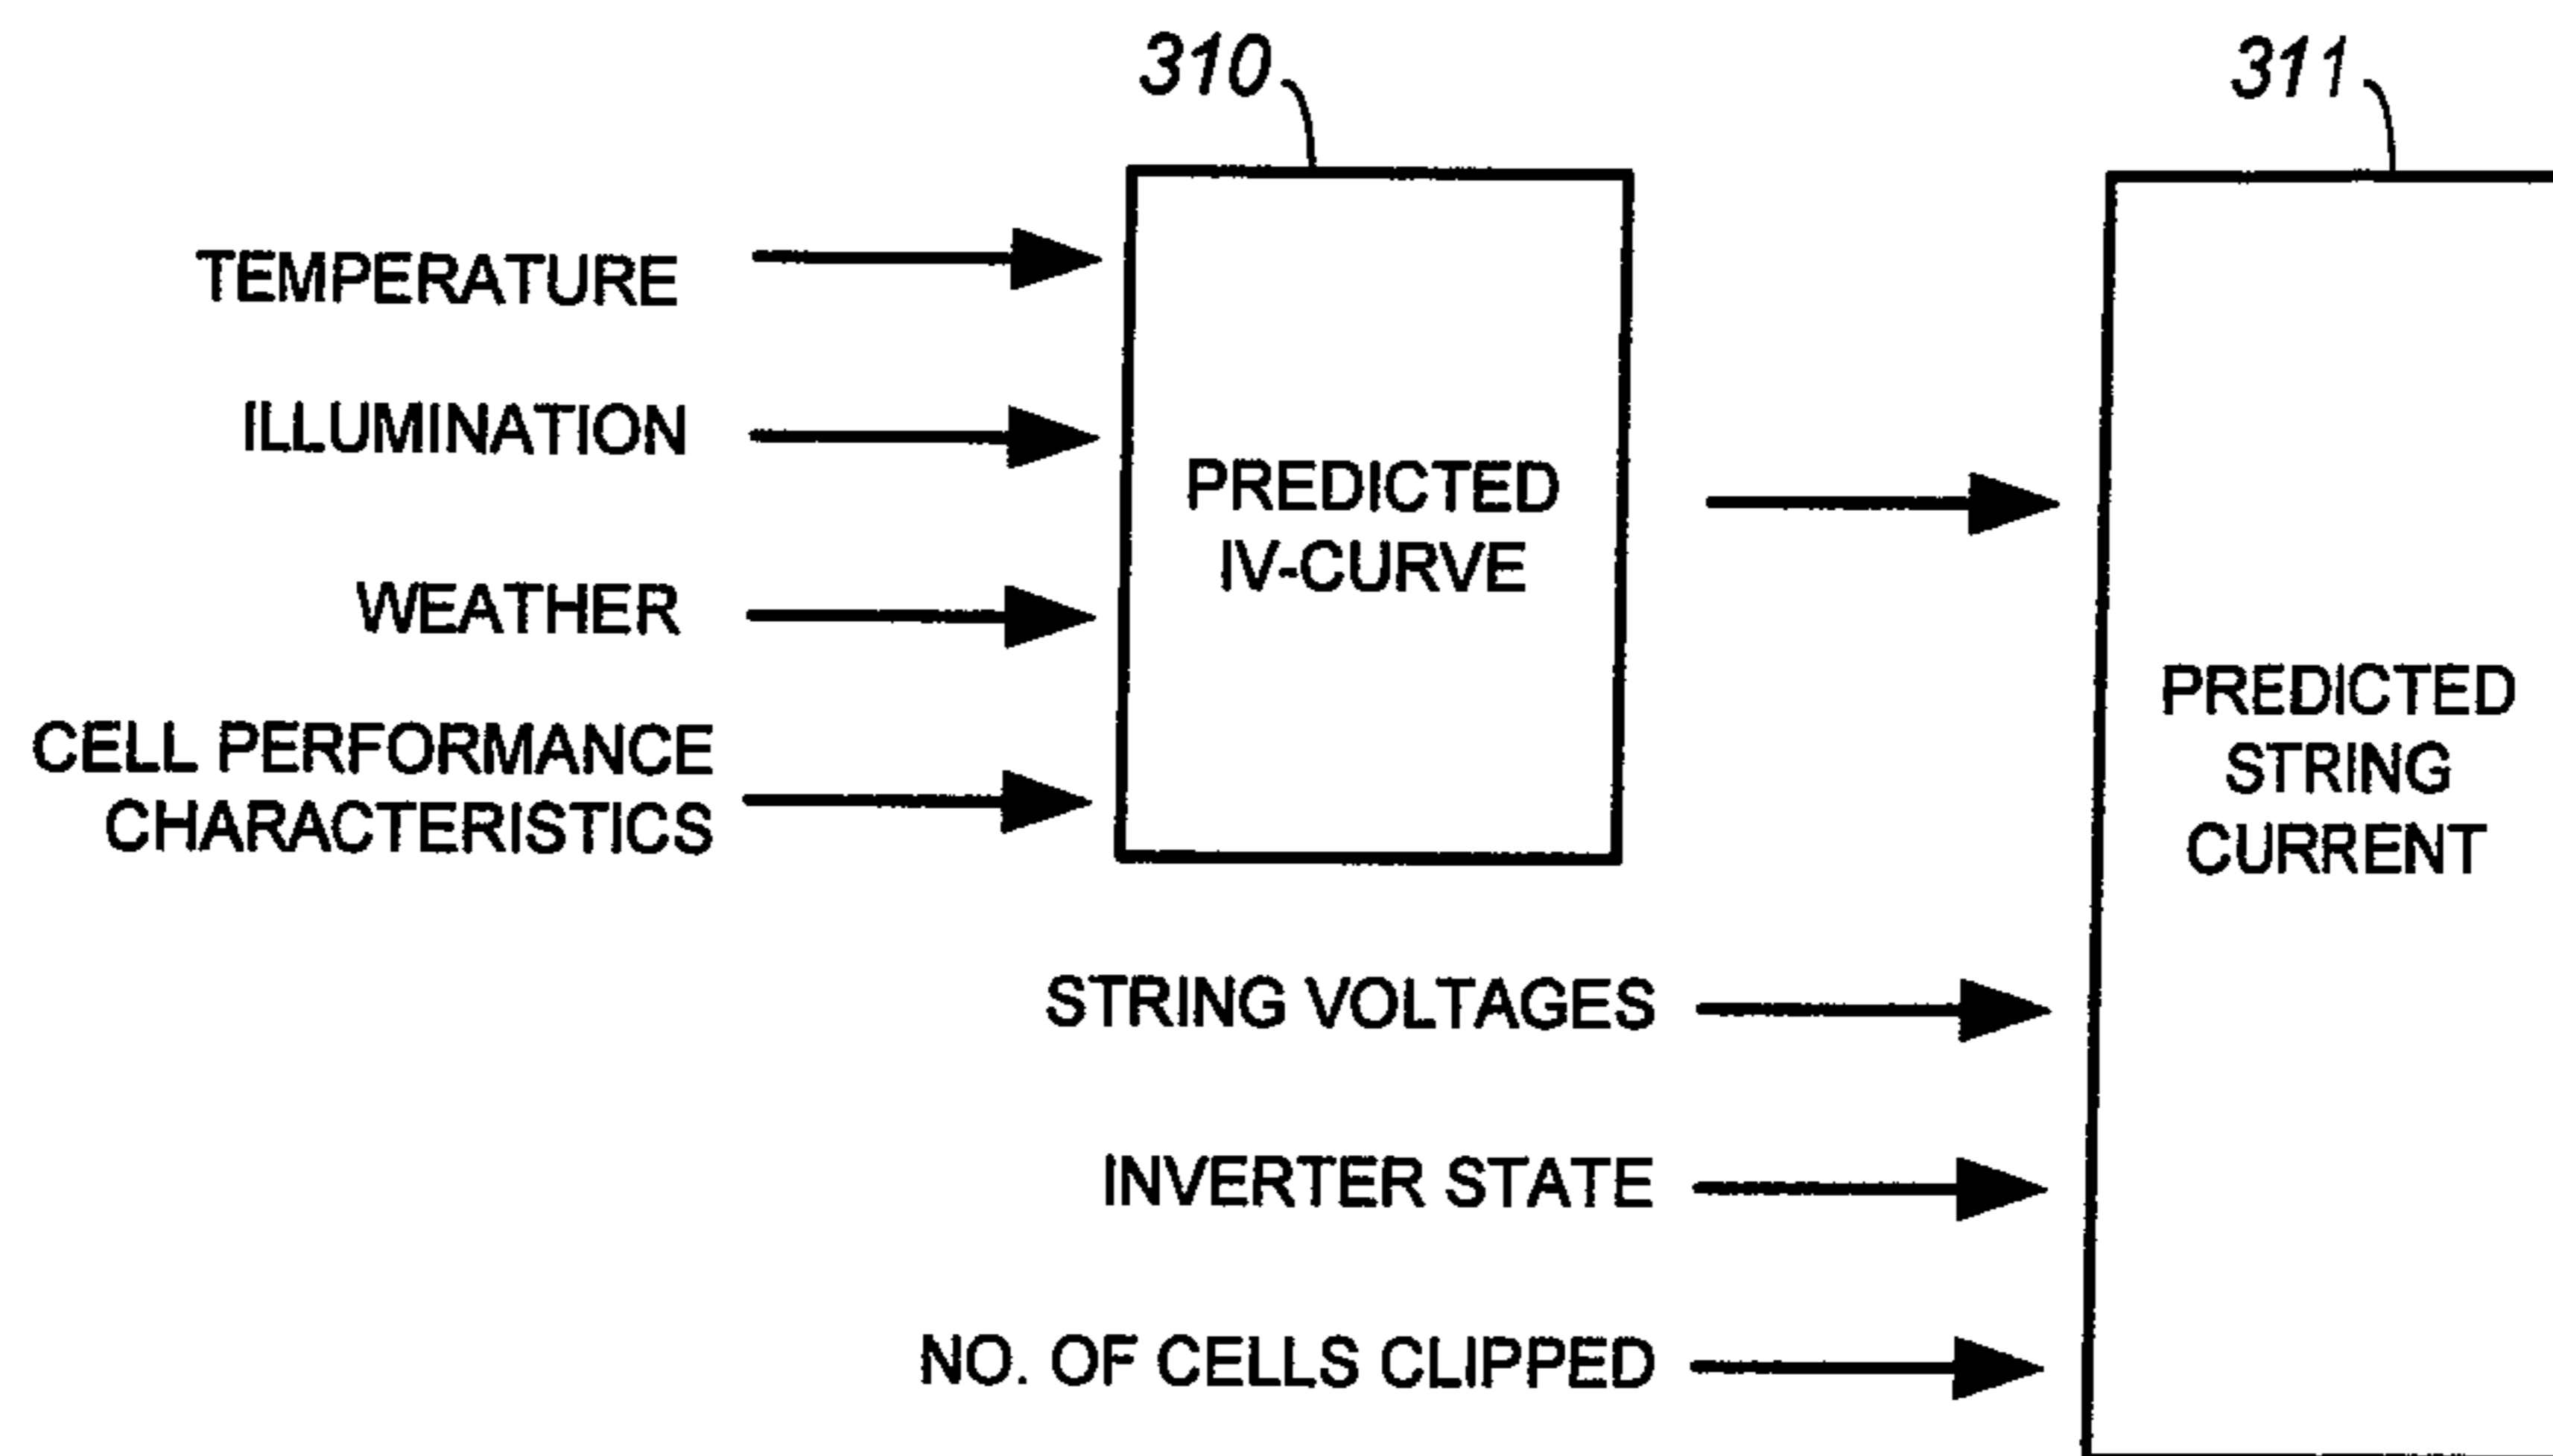 310
311
TEMPERATURE
ILLUMINATION
WEATHER
CELL PERFORMANCE
CHARACTERISTICS
PREDICTED
IV-CURVE
PREDICTED
STRING
CURRENT
STRING VOLTAGES
INVERTER STATE
NO. OF CELLS CLIPPED